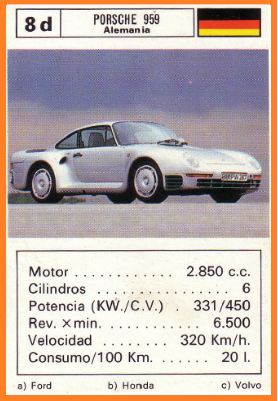 8 d
PORSCHE 959
Alemania
Motor ........... 2.850 c.c.
Cilindros ............... 6
Potencia (KW./C.V.) . 331/450
Rev. × min. ......... 6.500
Velocidad ....... 320 Km/h.
Consumo/100 Km. ...... 20 l.
a) Ford b) Honda c) Volvo